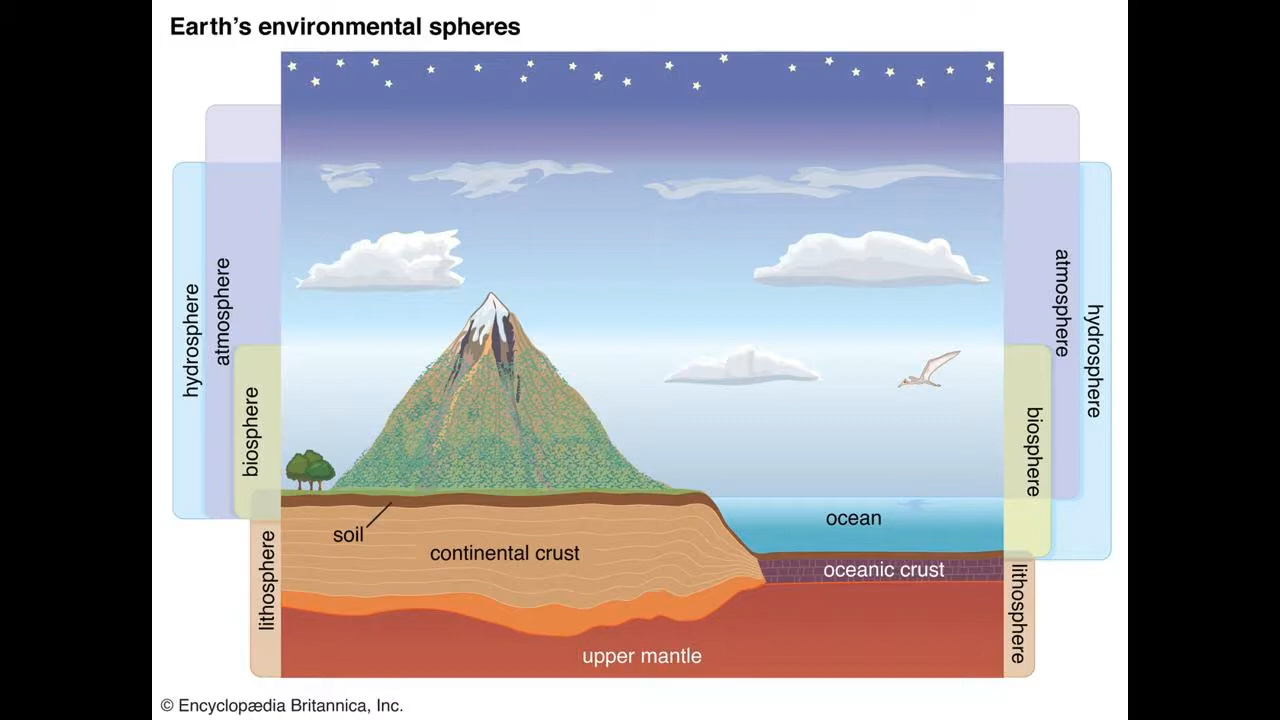 Earth's environmental spheres
hydrosphere
atmosphere
biosphere
lithosphere
atmosphere
hydrosphere
biosphere
lithosphere
soil
continental crust
ocean
oceanic crust
upper mantle
© Encyclopædia Britannica, Inc.